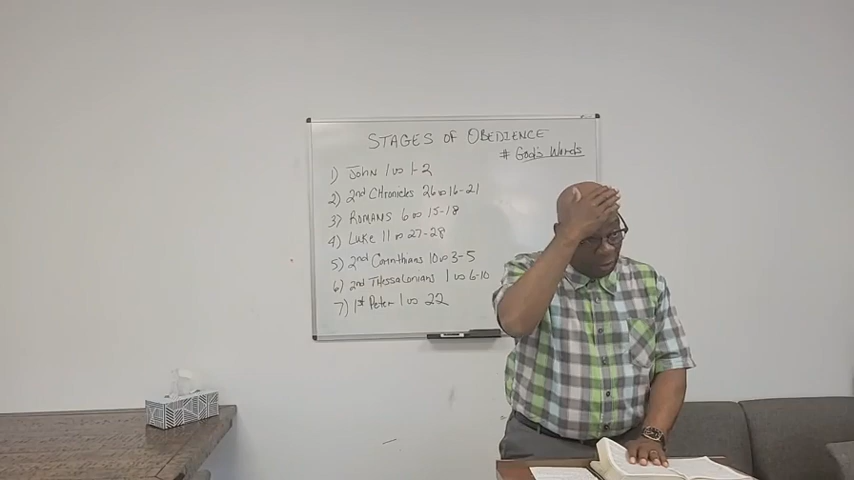 STAGES OF OBEDIENCE
# God's Words
1) John 1 vs 1-2
2) 2nd Chronicles 26 vs 16-21
3) Romans 6 vs 15-18
4) Luke 11 vs 27-28
5) 2nd Corinthians 10 vs 3-5
6) 2nd Thessalonians 1 vs 6-10
7) 1st Peter 1 vs 22